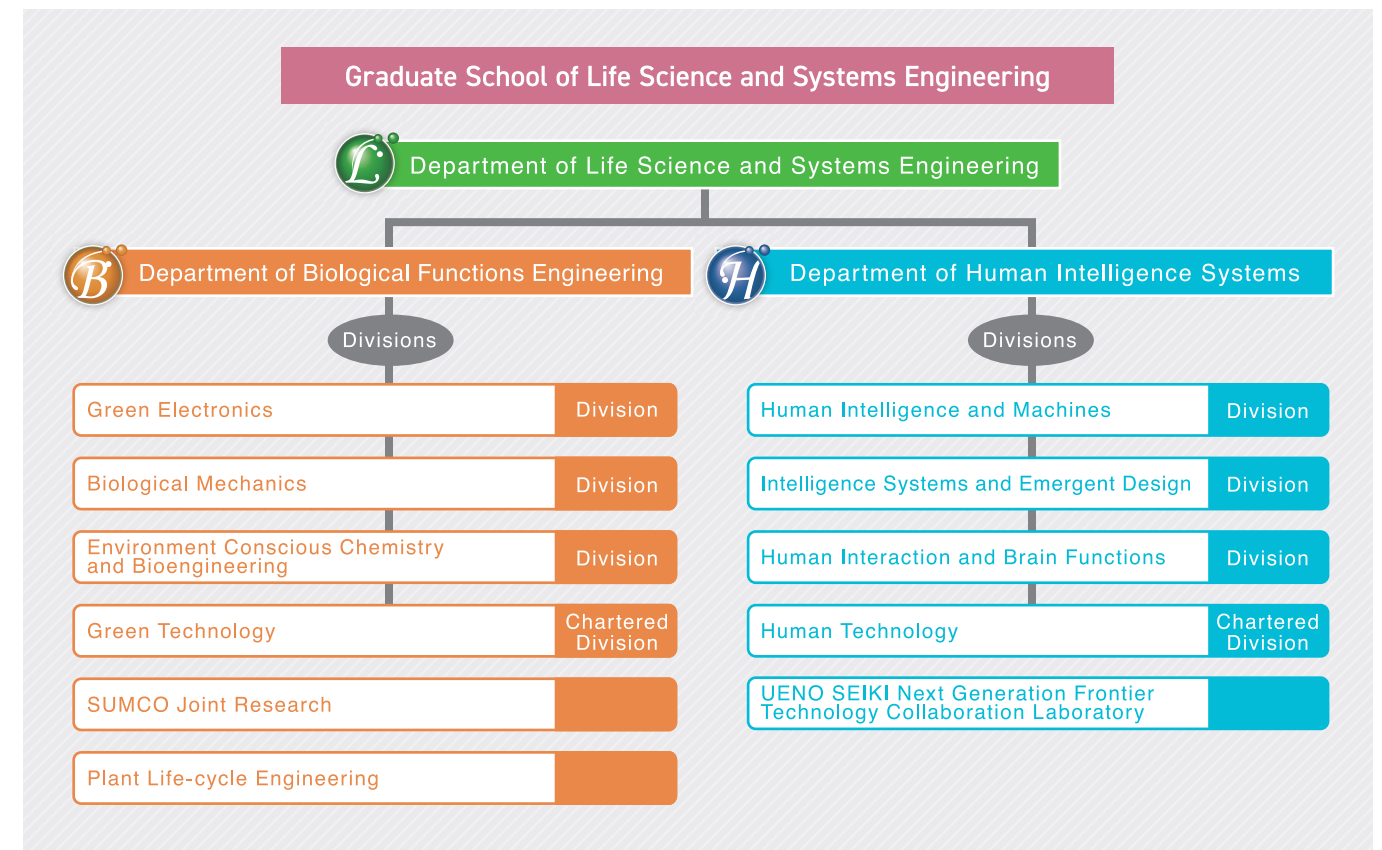 Graduate School of Life Science and Systems Engineering
L
Department of Life Science and Systems Engineering
B
Department of Biological Functions Engineering
H
Department of Human Intelligence Systems
Divisions
Green Electronics
Division
Biological Mechanics
Division
Environment Conscious Chemistry
and Bioengineering
Division
Green Technology
Chartered
Division
SUMCO Joint Research
Plant Life-cycle Engineering
Divisions
Human Intelligence and Machines
Division
Intelligence Systems and Emergent Design
Division
Human Interaction and Brain Functions
Division
Human Technology
Chartered
Division
UENO SEIKI Next Generation Frontier
Technology Collaboration Laboratory